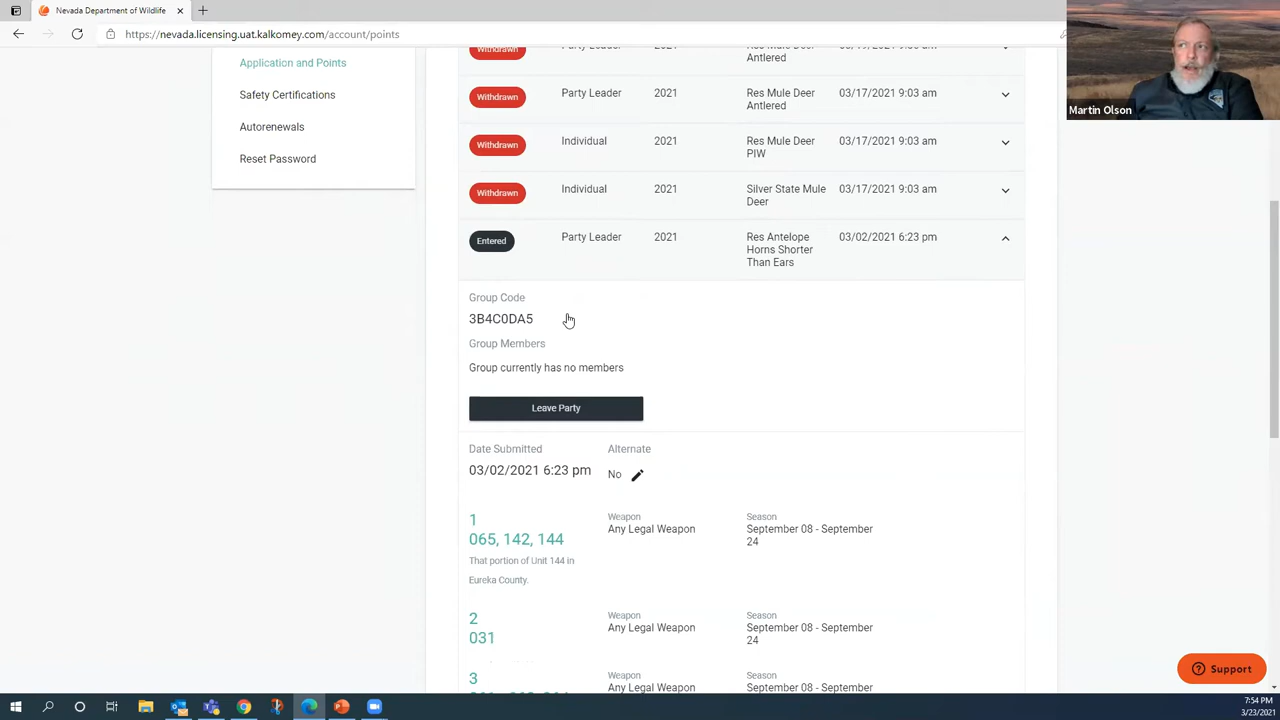 Nevada Department of Wildlife
https://nevada.licensing.uat.kalkomey.com/account/points
Martin Olson
Application and Points
Safety Certifications
Autorenewals
Reset Password
Withdrawn
2021
Antlered
Withdrawn Party Leader 2021 Res Mule Deer 03/17/2021 9:03 am
Antlered
Withdrawn Individual 2021 Res Mule Deer 03/17/2021 9:03 am
PIW
Withdrawn Individual 2021 Silver State Mule 03/17/2021 9:03 am
Deer
Entered Party Leader 2021 Res Antelope 03/02/2021 6:23 pm
Horns Shorter
Than Ears
Group Code
3B4C0DA5
Group Members
Group currently has no members
Leave Party
Date Submitted Alternate
03/02/2021 6:23 pm No
1 Weapon Season
065, 142, 144 Any Legal Weapon September 08 - September
24
That portion of Unit 144 in
Eureka County.
2 Weapon Season
031 Any Legal Weapon September 08 - September
24
3 Weapon Season
Any Legal Weapon September 08 - September
Support
7:54 PM
3/23/2021